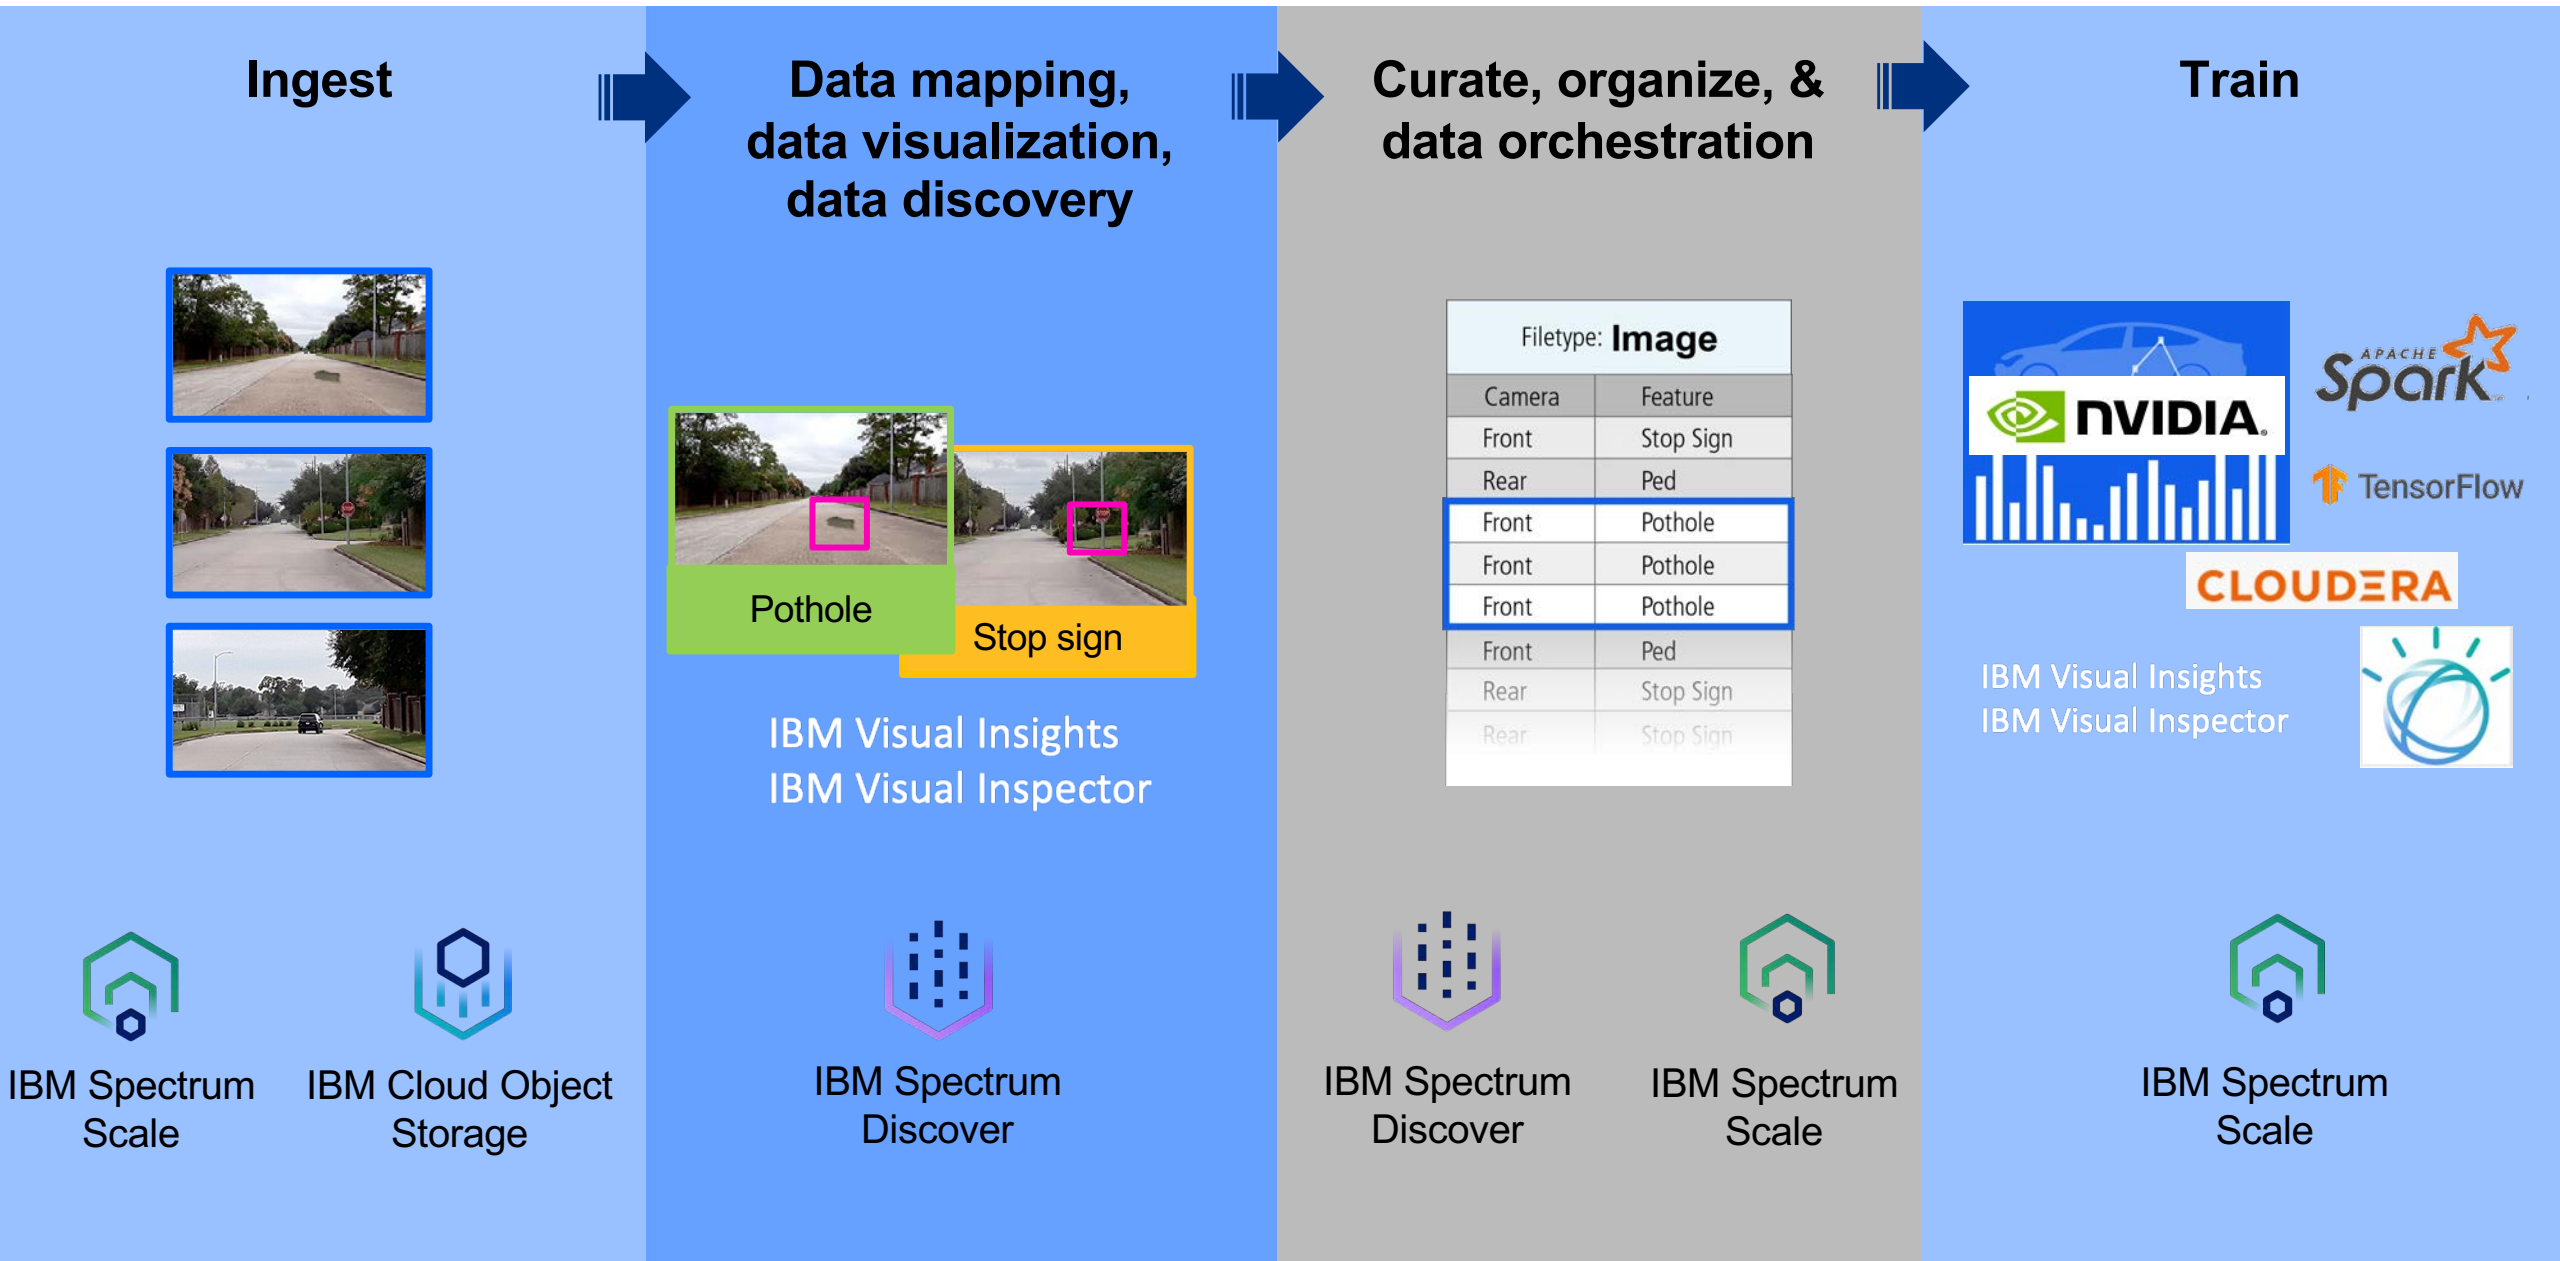 Ingest
Data mapping,
data visualization,
data discovery
Curate, organize, &
data orchestration
Train
Pothole
Stop sign
IBM Visual Insights
IBM Visual Inspector
Filetype: Image
Camera Feature
Front Stop Sign
Rear Ped
Front Pothole
Front Pothole
Front Pothole
Front Ped
Rear Stop Sign
Rear Stop Sign
NVIDIA.
APACHE
Spark
TensorFlow
CLOUDERA
IBM Visual Insights
IBM Visual Inspector
IBM Spectrum
Scale
IBM Cloud Object
Storage
IBM Spectrum
Discover
IBM Spectrum
Discover
IBM Spectrum
Scale
IBM Spectrum
Scale